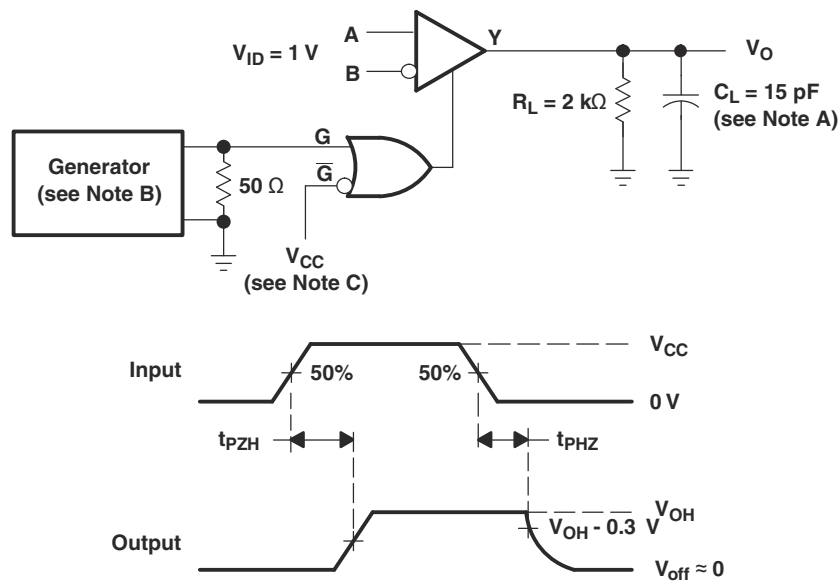 A
Y
V_O
V_ID = 1 V
B
R_L = 2 kΩ
C_L = 15 pF
(see Note A)
Generator
(see Note B)
50 Ω
G
G̅
V_CC
(see Note C)
V_CC
Input
50%
50%
0 V
t_PZH
t_PHZ
V_OH
V_OH - 0.3 V
Output
V_off ≈ 0